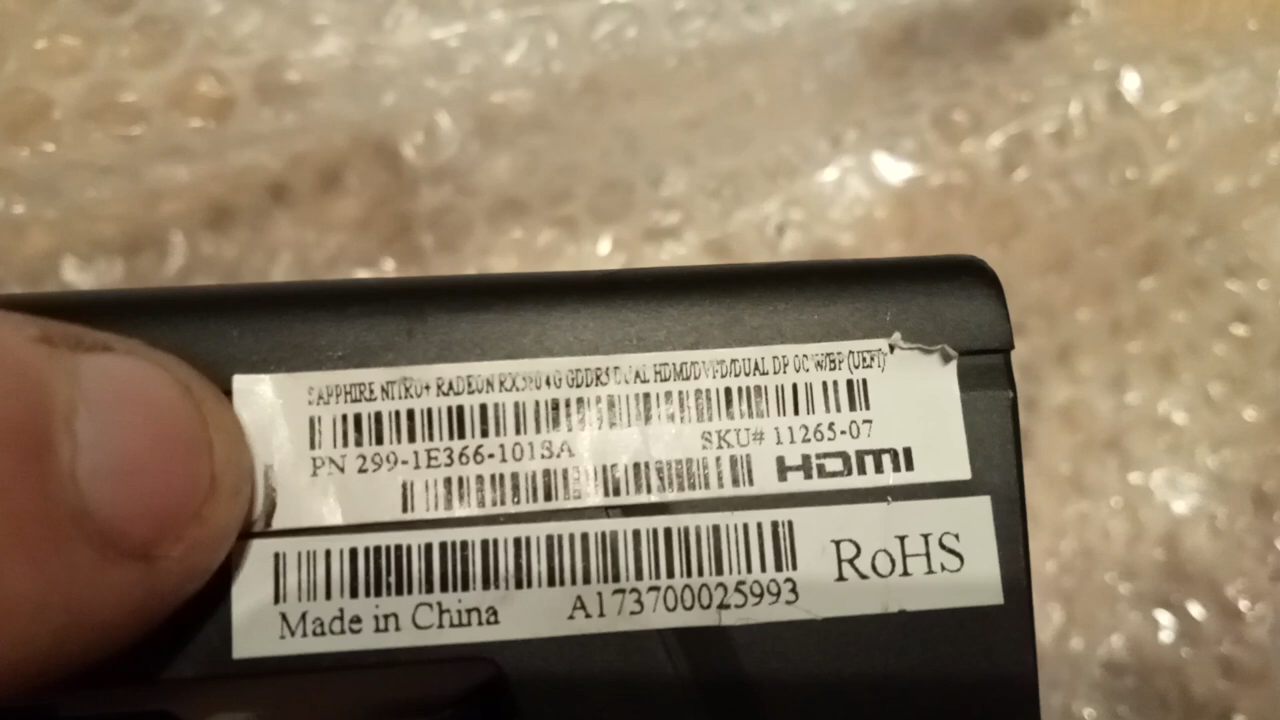 SAPPHIRE NITRO+ RADEON 4G GDDR5 DUAL HDMI/DVI-D/DUAL DP OC W/BP (UEFI)
PN 299-1E366-101SA SKU# 11265-07
HDMI
RoHS
Made in China A173700025993